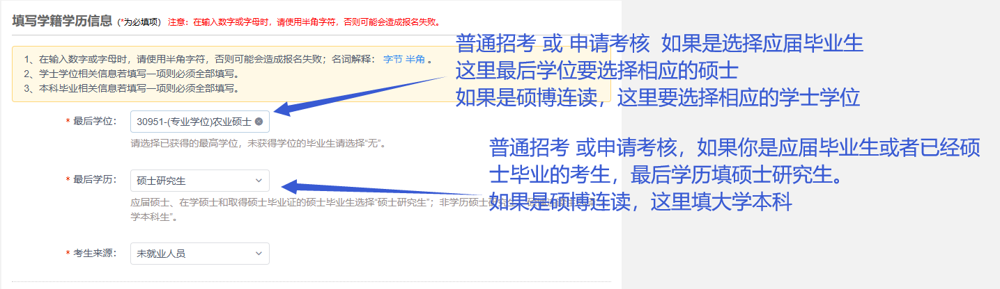 填写学籍学历信息 (*为必填项) 注意：在输入数字或字母时，请使用半角字符，否则可能会造成报名失败。
1、在输入数字或字母时，请使用半角字符，否则可能会造成报名失败；名词解释： 字节 半角 。
2、学士学位相关信息若填写一项则必须全部填写。
3、本科毕业相关信息若填写一项则必须全部填写。
普通招考 或 申请考核 如果是选择应届毕业生
这里最后学位要选择相应的硕士
如果是硕博连读，这里要选择相应的学士学位
* 最后学位： 30951-(专业学位)农业硕士
请选择已获得的最高学位，未获得学位的毕业生请选择“无”。
普通招考 或申请考核，如果你是应届毕业生或者已经硕
士毕业的考生，最后学历填硕士研究生。
如果是硕博连读，这里填大学本科
* 最后学历： 硕士研究生
应届硕士、在学硕士和取得硕士毕业证的硕士毕业生选择“硕士研究生”；非学历硕士
学本科生”。
* 考生来源： 未就业人员